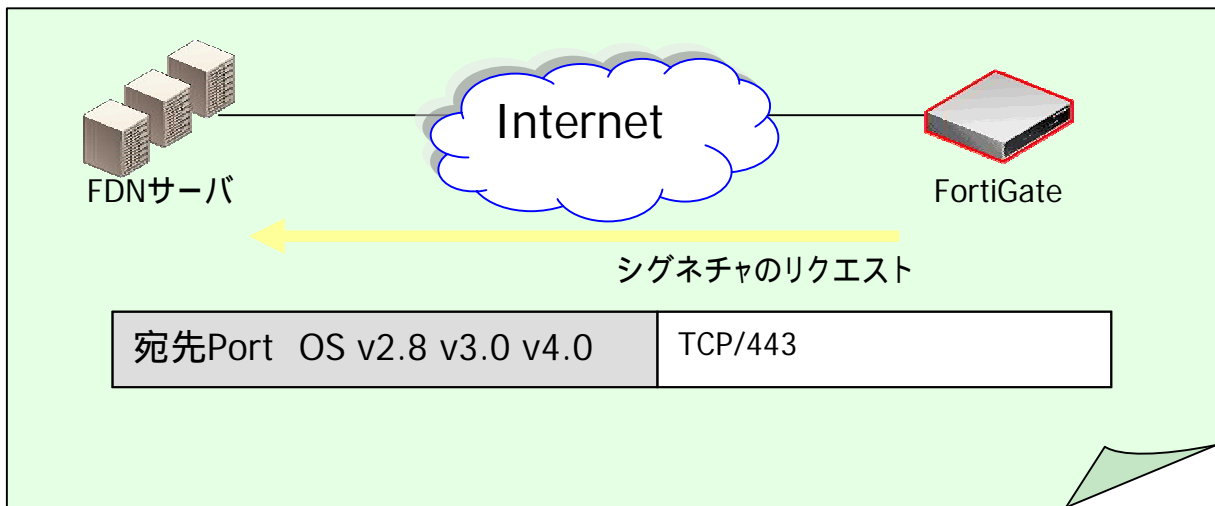 Internet
FDNサーバ
FortiGate
シグネチャのリクエスト
宛先Port OS v2.8 v3.0 v4.0
TCP/443